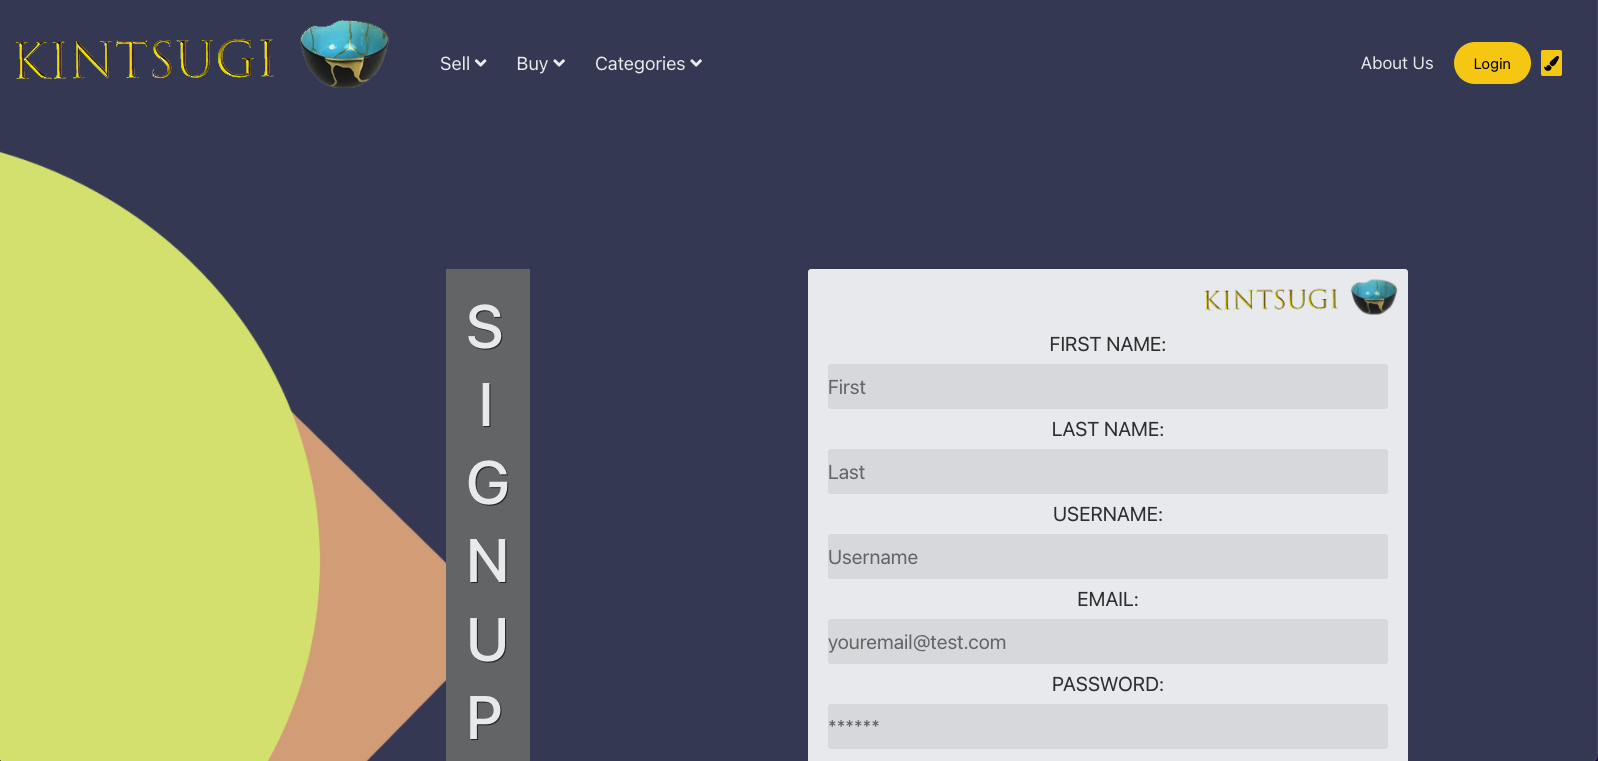 KINTSUGI
Sell Buy Categories
About Us Login
S
I
G
N
U
P
KINTSUGI
FIRST NAME:
First
LAST NAME:
Last
USERNAME:
Username
EMAIL:
youremail@test.com
PASSWORD:
******